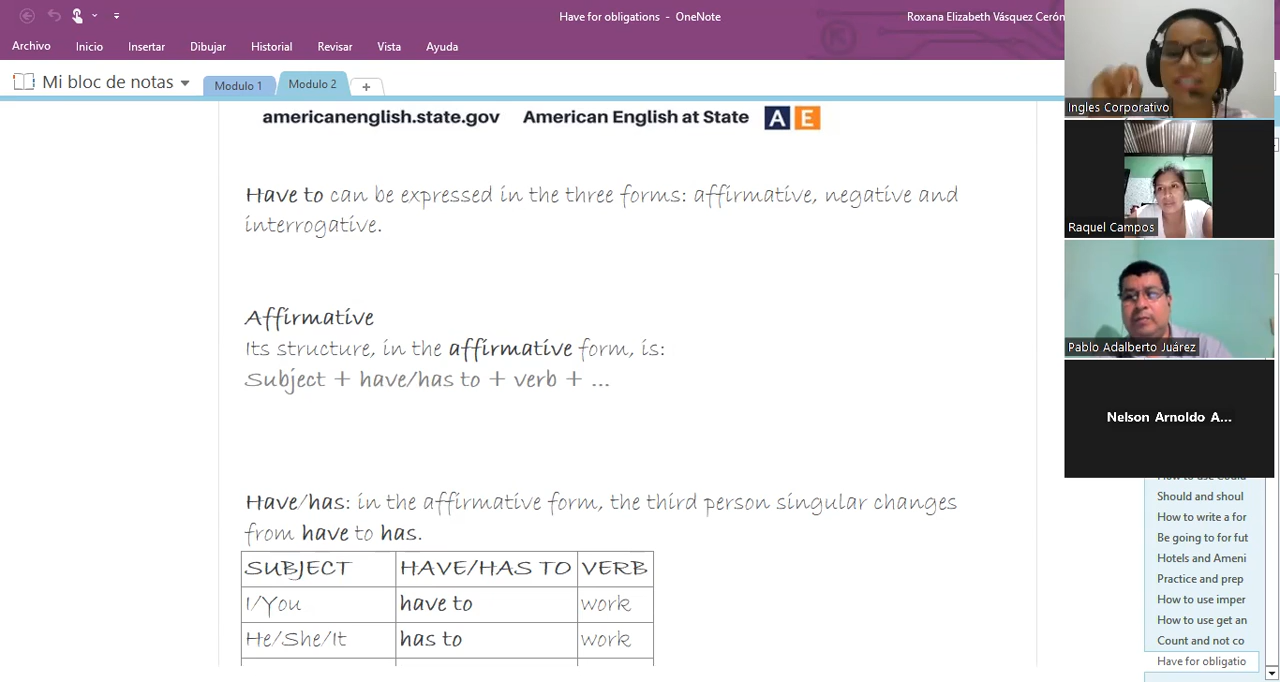 Have for obligations - OneNote
Roxana Elizabeth Vásquez Cerón
Archivo Inicio Insertar Dibujar Historial Revisar Vista Ayuda
Mi bloc de notas Modulo 1 Modulo 2 +
americanenglish.state.gov American English at State A E
Have to can be expressed in the three forms: affirmative, negative and
interrogative.
Affirmative
Its structure, in the affirmative form, is:
Subject + have/has to + verb + ...
Have/has: in the affirmative form, the third person singular changes
from have to has.
SUBJECT HAVE/HAS TO VERB
I/You have to work
He/She/It has to work
Ingles Corporativo
Raquel Campos
Pablo Adalberto Juárez
Nelson Arnoldo A...
Should and shoul
How to write a for
Be going to for fut
Hotels and Ameni
Practice and prep
How to use imper
How to use get an
Count and not co
Have for obligatio